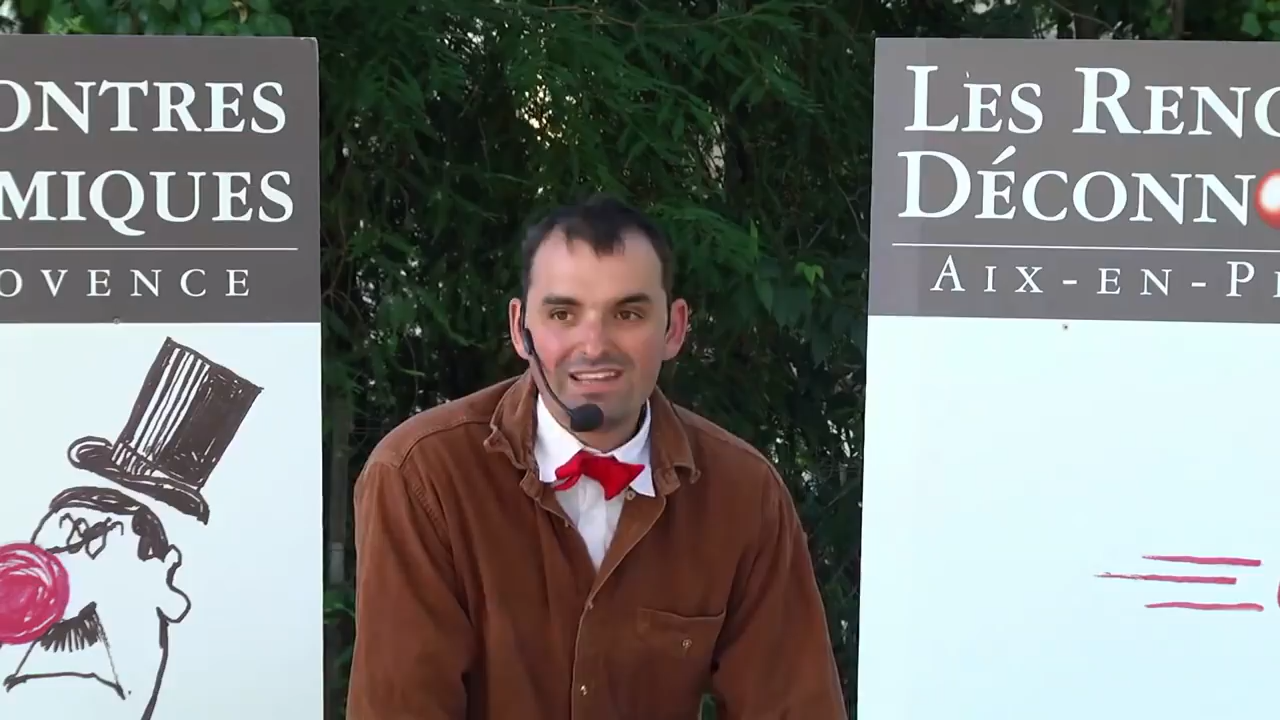 ONTRES
MIQUES
OVENCE
LES RENC
DÉCONN
AIX-EN-P